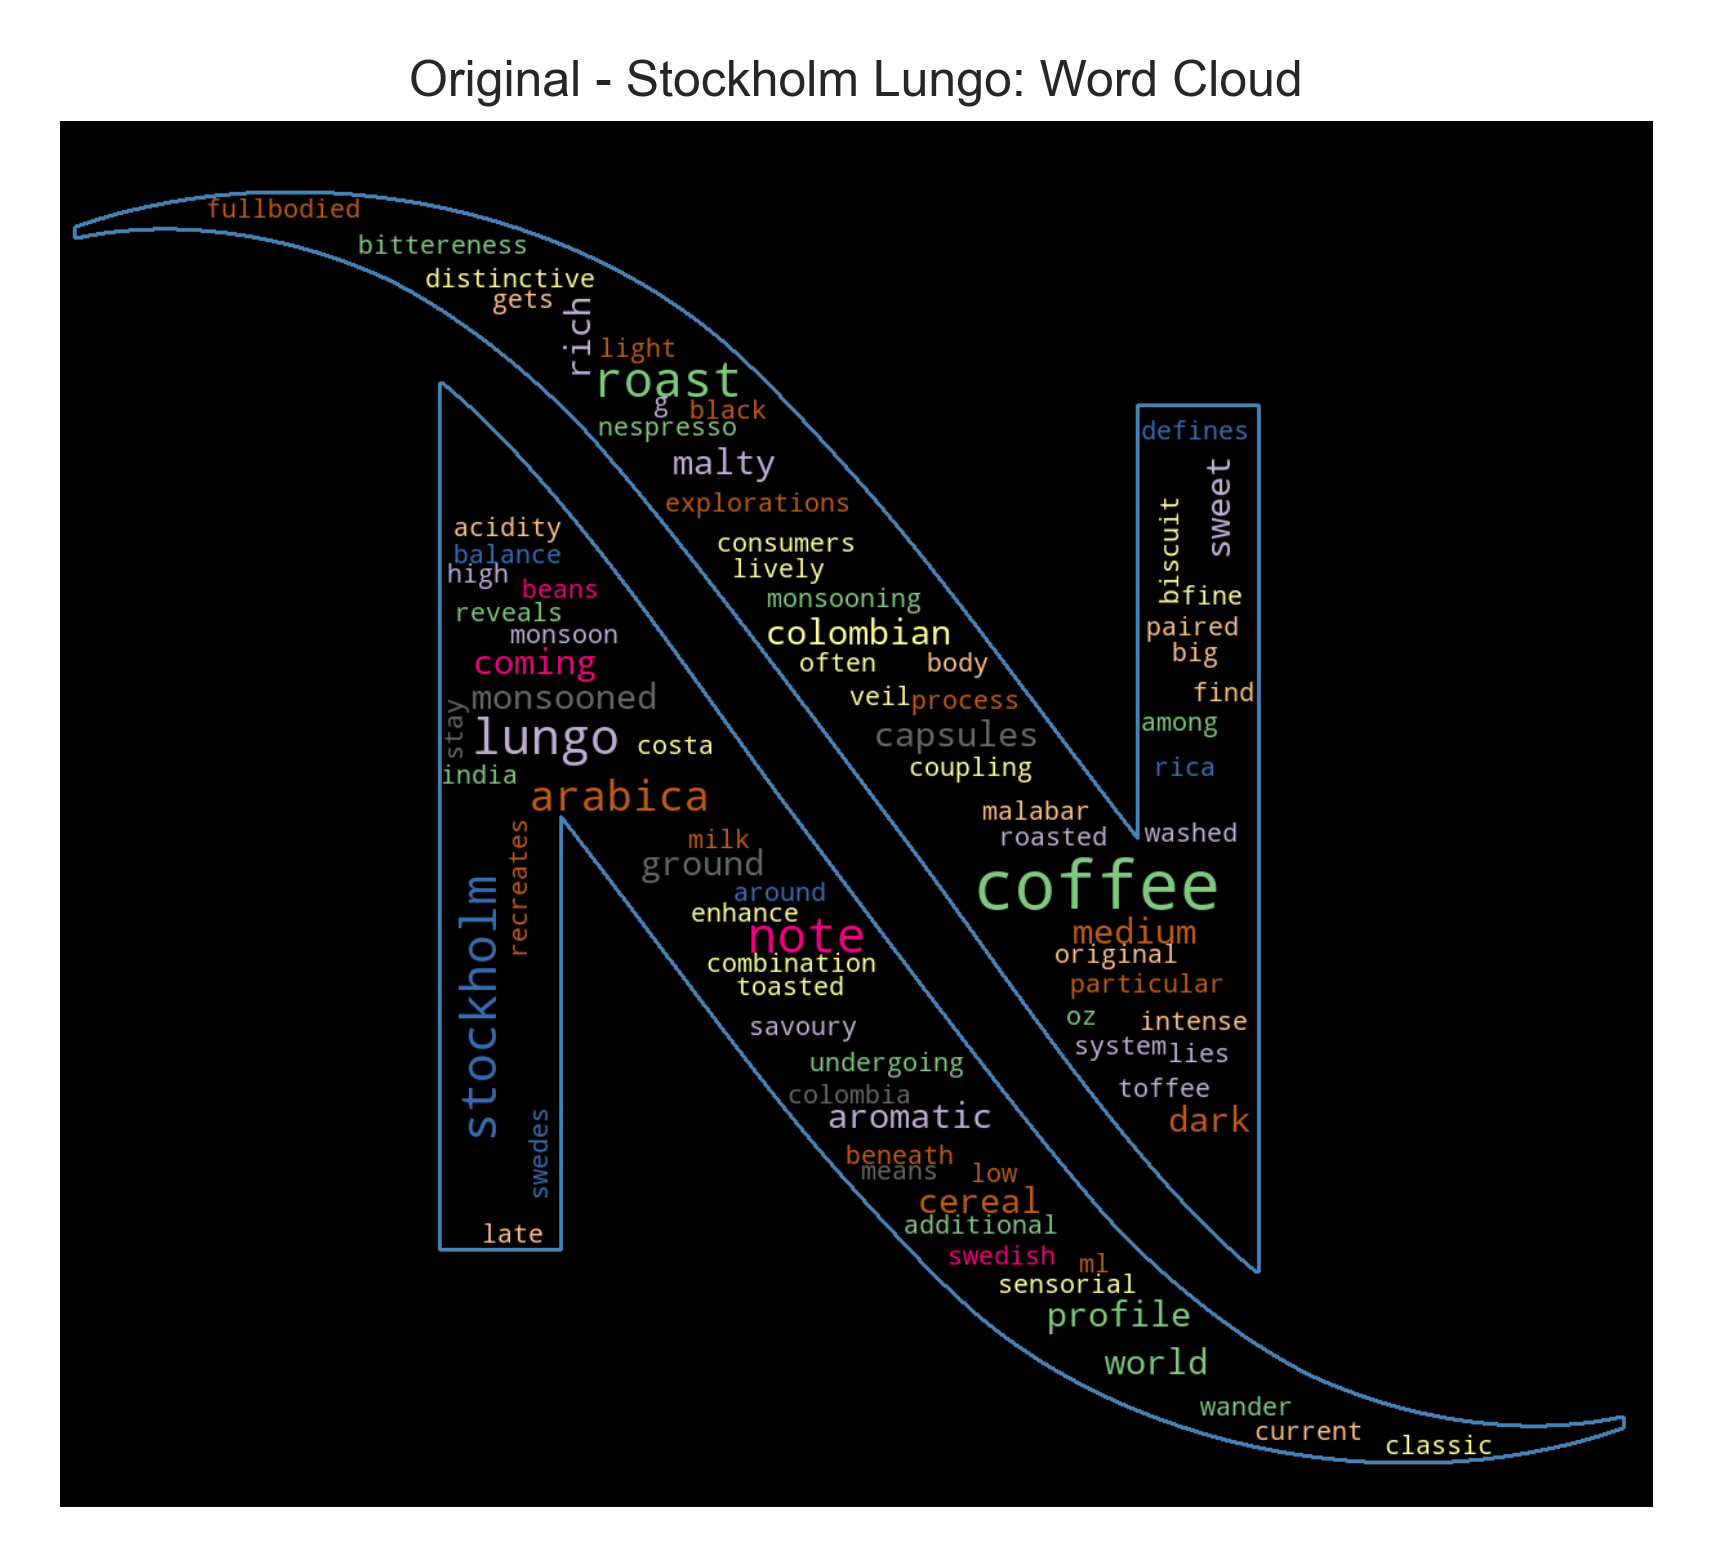 Original - Stockholm Lungo: Word Cloud
fullbodied
bittereness
distinctive
gets
rich
light
roast
g
black
nespresso
malty
explorations
consumers
lively
monsooning
colombian
often
body
veil
process
capsules
coupling
malabar
roasted
washed
coffee
medium
original
particular
oz
intense
system
lies
toffee
dark
defines
sweet
biscuit
fine
paired
big
find
among
rica
acidity
balance
high
beans
reveals
monsoon
coming
monsooned
stay
lungo
costa
india
arabica
recreates
stockholm
swedes
late
milk
ground
around
enhance
note
combination
toasted
savoury
undergoing
colombia
aromatic
beneath
means
low
cereal
additional
swedish
ml
sensorial
profile
world
wander
current
classic